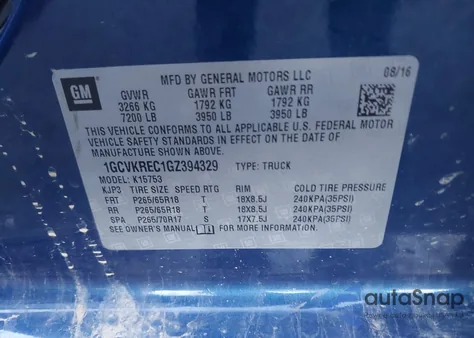 GM
MFD BY GENERAL MOTORS LLC 08/16
GVWR GAWR FRT GAWR RR
3266 KG 1792 KG 1792 KG
7200 LB 3950 LB 3950 LB
THIS VEHICLE CONFORMS TO ALL APPLICABLE U.S. FEDERAL MOTOR
VEHICLE SAFETY STANDARDS IN EFFECT ON THE DATE OF
MANUFACTURE SHOWN ABOVE.
1GCVKREC1GZ394329 TYPE: TRUCK
MODEL: K15753
KJP3 TIRE SIZE SPEED RTG RIM COLD TIRE PRESSURE
FRT P265/65R18 T 18X8.5J 240KPA(35PSI)
RR P265/65R18 T 18X8.5J 240KPA(35PSI)
SPA P265/70R17 S 17X7.5J 240KPA(35PSI)
SEE OWNER'S MANUAL FOR MORE INFORMATION.
autoSnap